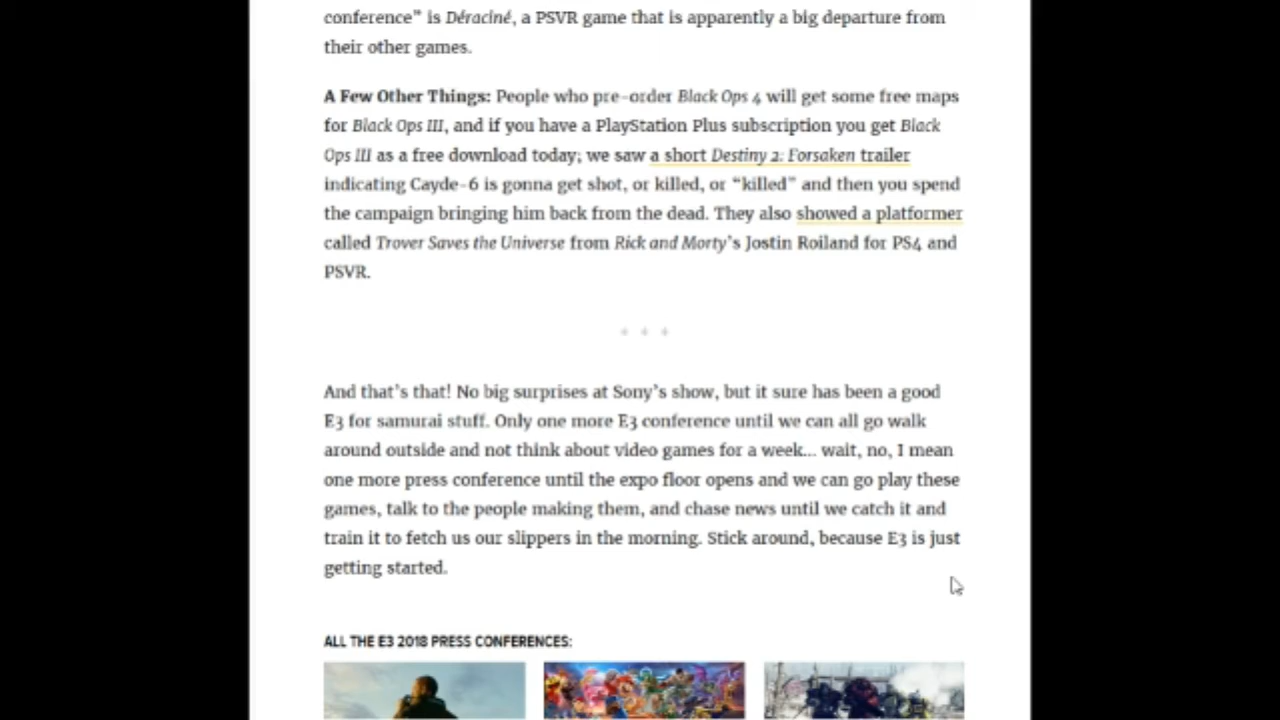 conference” is Déraciné, a PSVR game that is apparently a big departure from
their other games.
A Few Other Things: People who pre-order Black Ops 4 will get some free maps
for Black Ops III, and if you have a PlayStation Plus subscription you get Black
Ops III as a free download today; we saw a short Destiny 2: Forsaken trailer
indicating Cayde-6 is gonna get shot, or killed, or “killed” and then you spend
the campaign bringing him back from the dead. They also showed a platformer
called Trover Saves the Universe from Rick and Morty’s Jostin Roiland for PS4 and
PSVR.
And that’s that! No big surprises at Sony’s show, but it sure has been a good
E3 for samurai stuff. Only one more E3 conference until we can all go walk
around outside and not think about video games for a week... wait, no, I mean
one more press conference until the expo floor opens and we can go play these
games, talk to the people making them, and chase news until we catch it and
train it to fetch us our slippers in the morning. Stick around, because E3 is just
getting started.
ALL THE E3 2018 PRESS CONFERENCES: